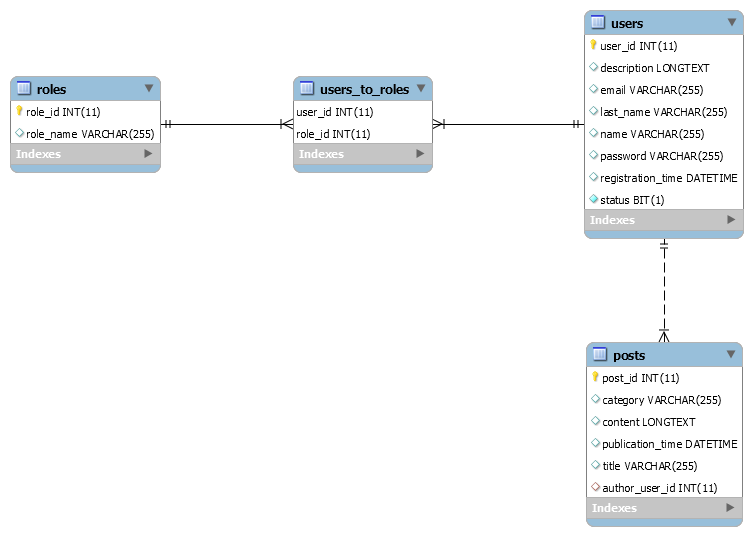 roles
role_id INT(11)
role_name VARCHAR(255)
Indexes
users_to_roles
user_id INT(11)
role_id INT(11)
Indexes
users
user_id INT(11)
description LONGTEXT
email VARCHAR(255)
last_name VARCHAR(255)
name VARCHAR(255)
password VARCHAR(255)
registration_time DATETIME
status BIT(1)
Indexes
posts
post_id INT(11)
category VARCHAR(255)
content LONGTEXT
publication_time DATETIME
title VARCHAR(255)
author_user_id INT(11)
Indexes